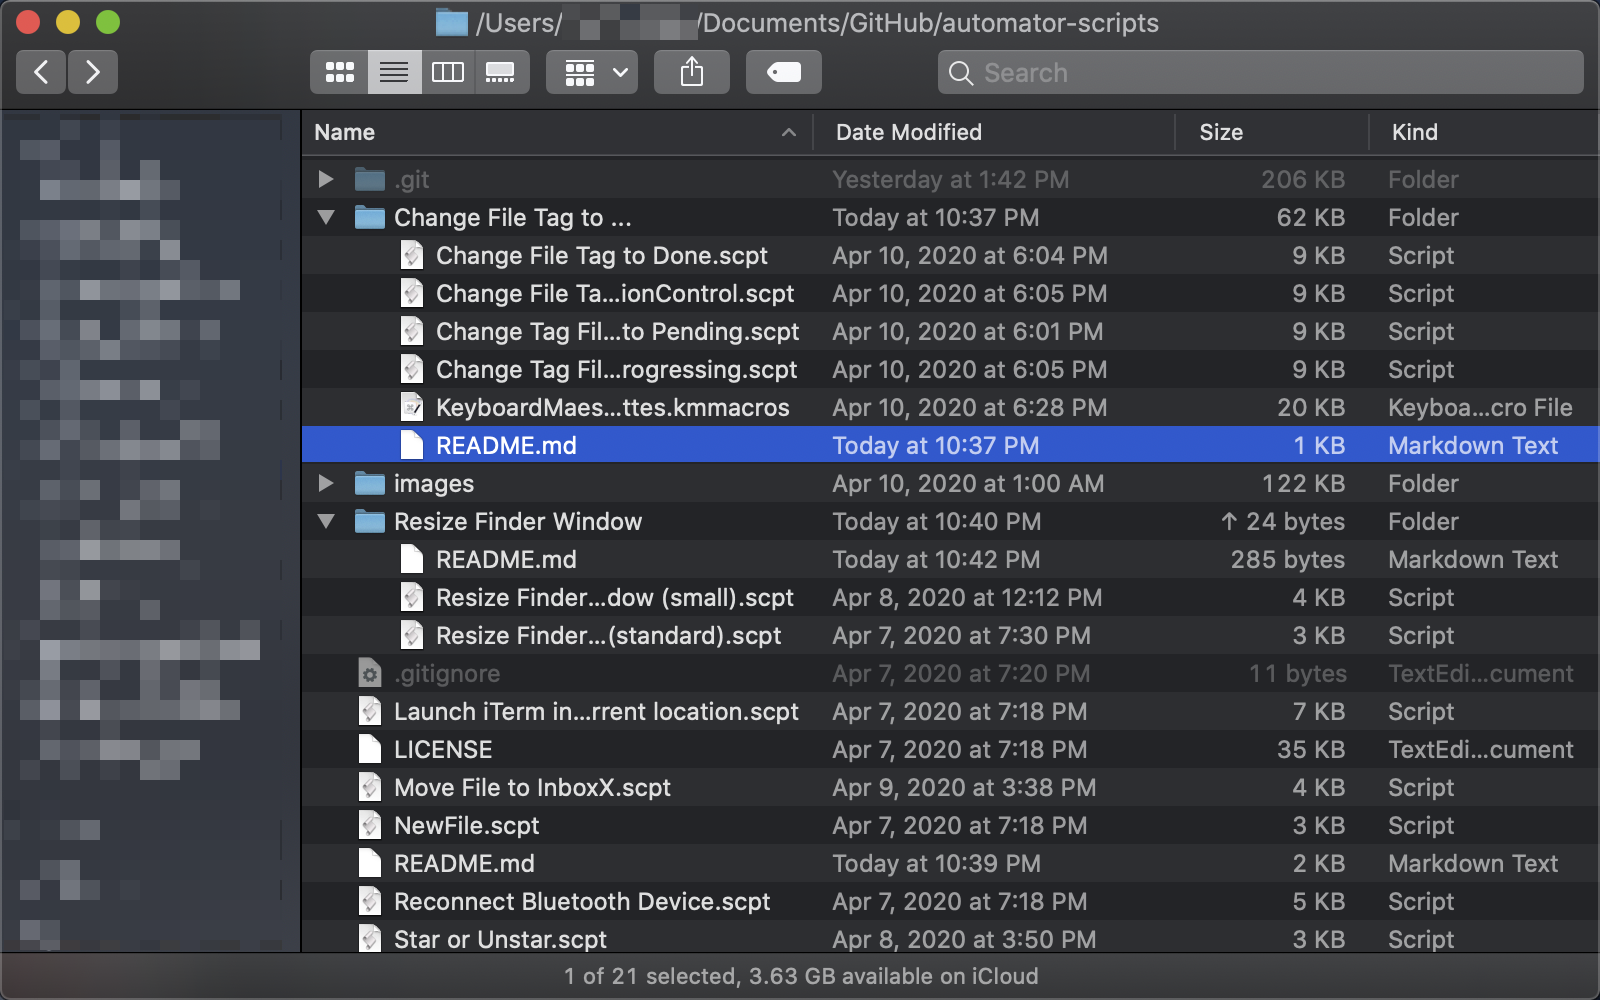 /Users/ /Documents/GitHub/automator-scripts
Search
Name Date Modified Size Kind
.git Yesterday at 1:42 PM 206 KB Folder
Change File Tag to ... Today at 10:37 PM 62 KB Folder
Change File Tag to Done.scpt Apr 10, 2020 at 6:04 PM 9 KB Script
Change File Ta...ionControl.scpt Apr 10, 2020 at 6:05 PM 9 KB Script
Change Tag Fil...to Pending.scpt Apr 10, 2020 at 6:01 PM 9 KB Script
Change Tag Fil...rogressing.scpt Apr 10, 2020 at 6:05 PM 9 KB Script
KeyboardMaes...ttes.kmmacros Apr 10, 2020 at 6:28 PM 20 KB Keyboa...cro File
README.md Today at 10:37 PM 1 KB Markdown Text
images Apr 10, 2020 at 1:00 AM 122 KB Folder
Resize Finder Window Today at 10:40 PM ↑ 24 bytes Folder
README.md Today at 10:42 PM 285 bytes Markdown Text
Resize Finder...dow (small).scpt Apr 8, 2020 at 12:12 PM 4 KB Script
Resize Finder...(standard).scpt Apr 7, 2020 at 7:30 PM 3 KB Script
.gitignore Apr 7, 2020 at 7:20 PM 11 bytes TextEdi...cument
Launch iTerm in...rrent location.scpt Apr 7, 2020 at 7:18 PM 7 KB Script
LICENSE Apr 7, 2020 at 7:18 PM 35 KB TextEdi...cument
Move File to InboxX.scpt Apr 9, 2020 at 3:38 PM 4 KB Script
NewFile.scpt Apr 7, 2020 at 7:18 PM 3 KB Script
README.md Today at 10:39 PM 2 KB Markdown Text
Reconnect Bluetooth Device.scpt Apr 7, 2020 at 7:18 PM 5 KB Script
Star or Unstar.scpt Apr 8, 2020 at 3:50 PM 3 KB Script
1 of 21 selected, 3.63 GB available on iCloud